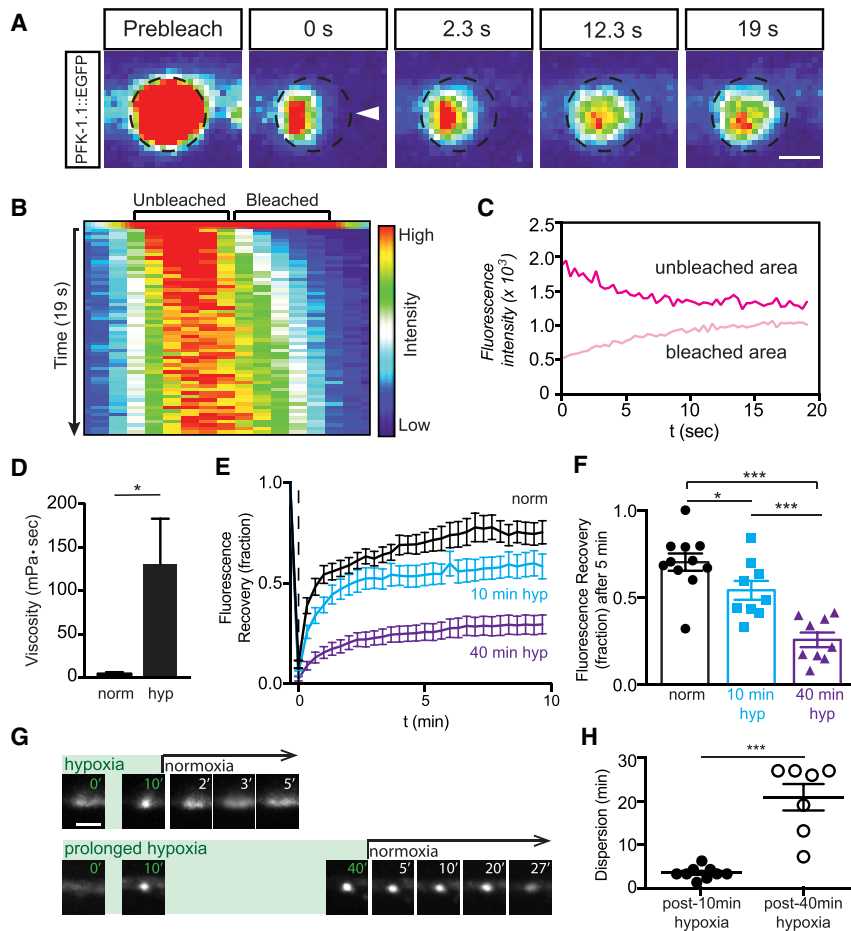 A
Prebleach
0 s
2.3 s
12.3 s
19 s
PFK-1.1::EGFP
B
Unbleached
Bleached
Time (19 s)
High
Intensity
Low
C
Fluorescence
intensity (x 10³)
2.5
2.0
1.5
1.0
0.5
0
unbleached area
bleached area
0
5
10
15
20
t (sec)
D
*
Viscosity (mPa·sec)
200
150
100
50
0
norm
hyp
E
Fluorescence
Recovery (fraction)
1.0
0.5
0.0
norm
10 min hyp
40 min hyp
0
5
10
t (min)
F
***
*
***
Fluorescence Recovery
(fraction) after 5 min
1.0
0.5
0.0
norm
10 min
hyp
40 min
hyp
G
hypoxia
normoxia
0'
10'
2'
3'
5'
prolonged hypoxia
normoxia
0'
10'
40'
5'
10'
20'
27'
H
***
Dispersion (min)
30
20
10
0
post-10min
hypoxia
post-40min
hypoxia